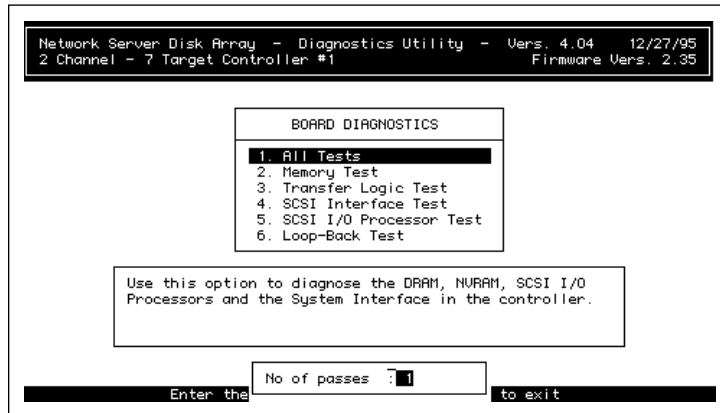 Network Server Disk Array - Diagnostics Utility - Vers. 4.04 12/27/95
2 Channel - 7 Target Controller #1 Firmware Vers. 2.35
BOARD DIAGNOSTICS
1. All Tests
2. Memory Test
3. Transfer Logic Test
4. SCSI Interface Test
5. SCSI I/O Processor Test
6. Loop-Back Test
Use this option to diagnose the DRAM, NVRAM, SCSI I/O
Processors and the System Interface in the controller.
No of passes : 1
Enter the to exit